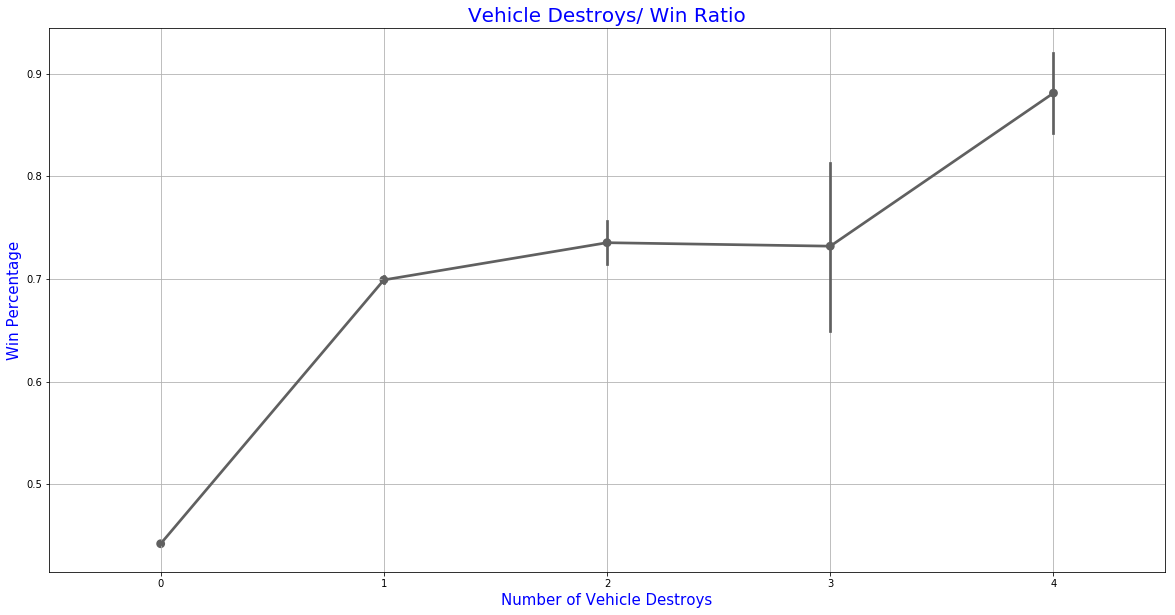 Vehicle Destroys/ Win Ratio
0.9
0.8
0.7
0.6
0.5
Win Percentage
0 1 2 3 4
Number of Vehicle Destroys